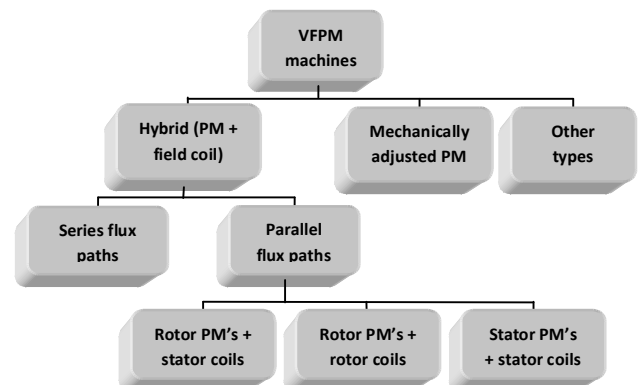 VFPM
machines
Hybrid (PM +
field coil)
Mechanically
adjusted PM
Other
types
Series flux
paths
Parallel
flux paths
Rotor PM's +
stator coils
Rotor PM's +
rotor coils
Stator PM's
+ stator coils